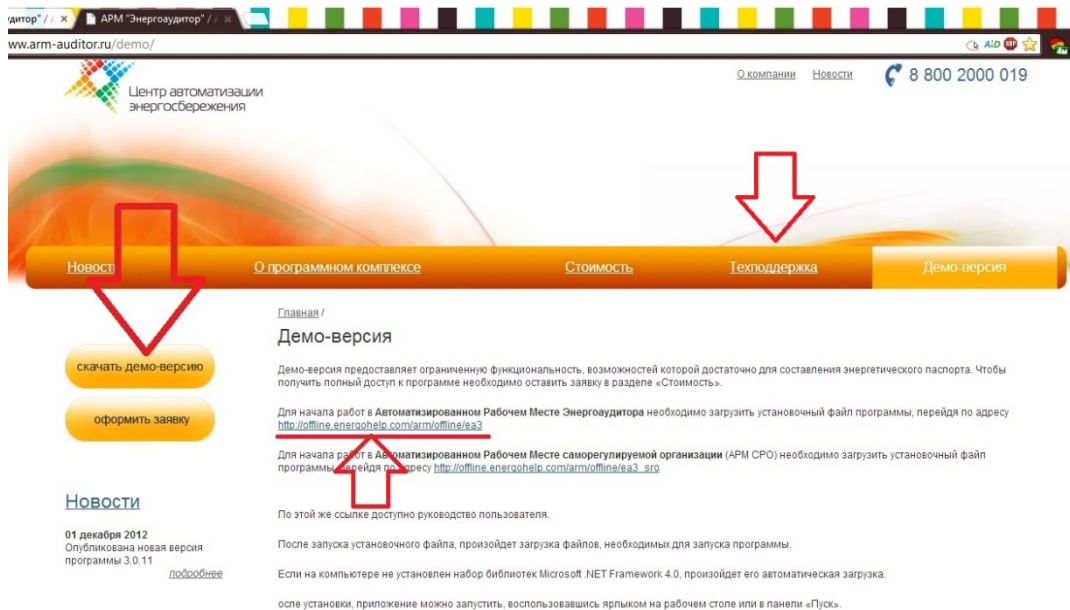 удитор" / /
АРМ "Энергоаудитор" / /
ww.arm-auditor.ru/demo/
ABP
Центр автоматизации
энергосбережения
О компании Новости 8 800 2000 019
Новости О программном комплексе Стоимость Техподдержка Демо-версия
Главная /
Демо-версия
скачать демо-версию
оформить заявку
Демо-версия предоставляет ограниченную функциональность, возможностей которой достаточно для составления энергетического паспорта. Чтобы
получить полный доступ к программе необходимо оставить заявку в разделе «Стоимость».
Для начала работ в Автоматизированном Рабочем Месте Энергоаудитора необходимо загрузить установочный файл программы, перейдя по адресу
http://offline.energohelp.com/arm/offline/ea3
Для начала работ в Автоматизированном Рабочем Месте саморегулируемой организации (АРМ СРО) необходимо загрузить установочный файл
программы, перейдя по адресу http://offline.energohelp.com/arm/offline/ea3_sro
Новости
01 декабря 2012
Опубликована новая версия
программы 3.0.11
подробнее
По этой же ссылке доступно руководство пользователя.
После запуска установочного файла, произойдет загрузка файлов, необходимых для запуска программы.
Если на компьютере не установлен набор библиотек Microsoft .NET Framework 4.0, произойдет его автоматическая загрузка.
осле установки, приложение можно запустить, воспользовавшись ярлыком на рабочем столе или в панели «Пуск».